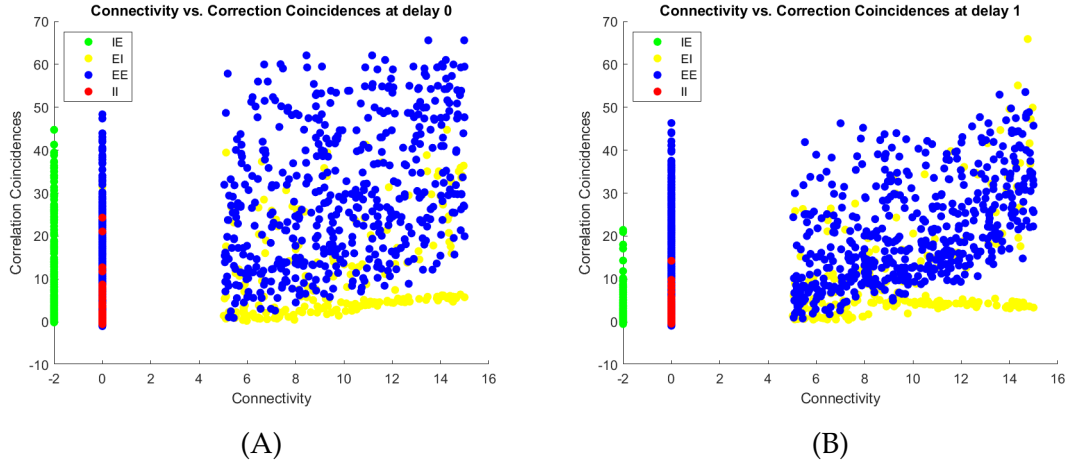 Connectivity vs. Correction Coincidences at delay 0
70
60
50
40
30
20
10
0
-10
Correlation Coincidences
IE
EI
EE
II
-2 0 2 4 6 8 10 12 14 16
Connectivity
(A)
Connectivity vs. Correction Coincidences at delay 1
70
60
50
40
30
20
10
0
-10
Correlation Coincidences
IE
EI
EE
II
-2 0 2 4 6 8 10 12 14 16
Connectivity
(B)